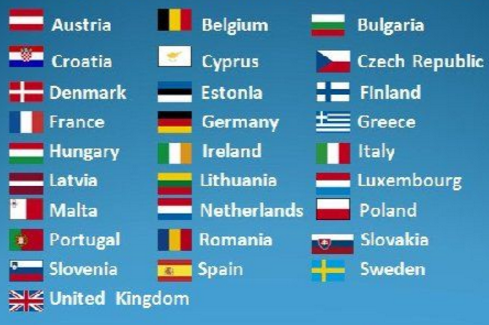 Austria Belgium Bulgaria
Croatia Cyprus Czech Republic
Denmark Estonia Finland
France Germany Greece
Hungary Ireland Italy
Latvia Lithuania Luxembourg
Malta Netherlands Poland
Portugal Romania Slovakia
Slovenia Spain Sweden
United Kingdom